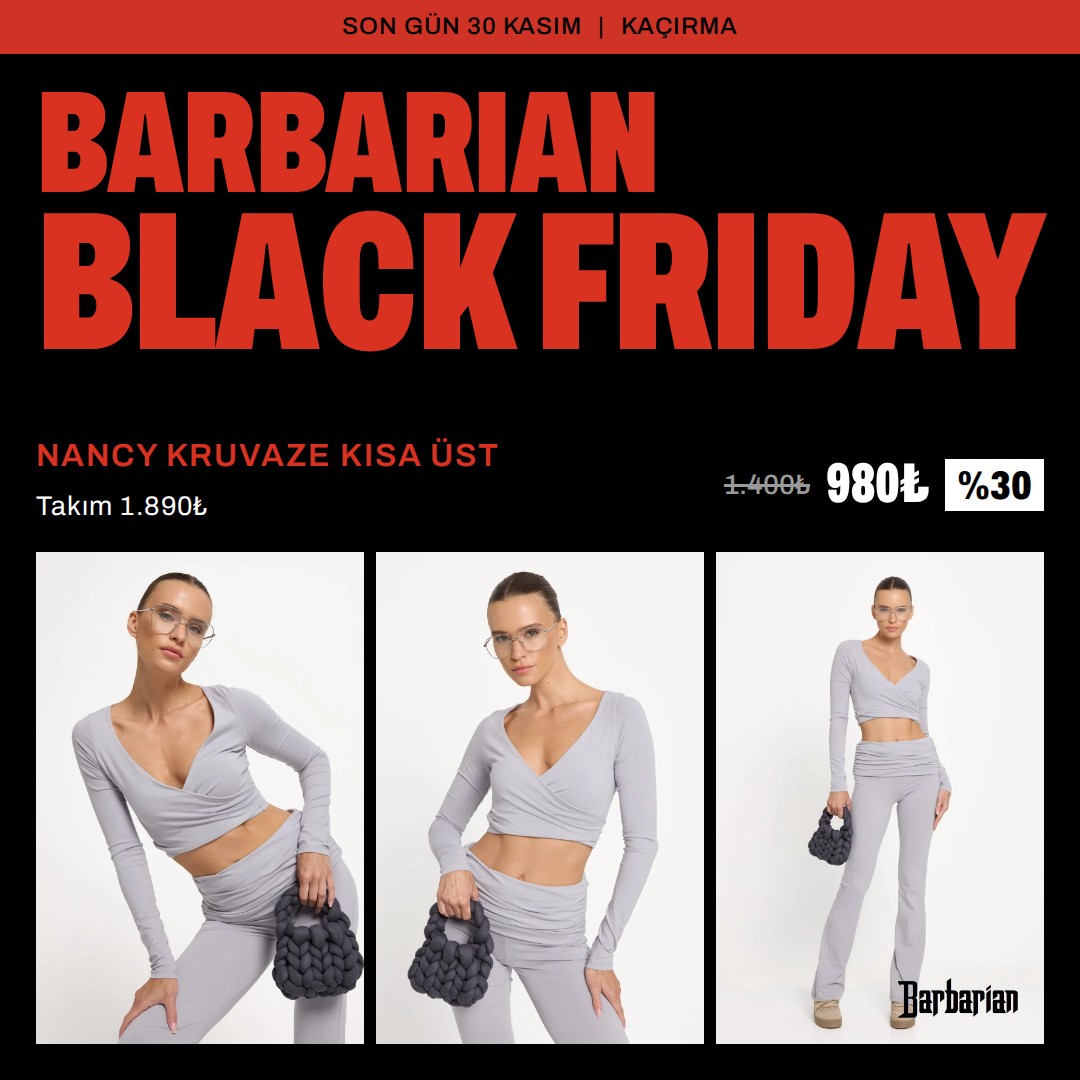 SON GÜN 30 KASIM | KAÇIRMA
BARBARIAN
BLACK FRIDAY
NANCY KRUVAZE KISA ÜST
Takım 1.890₺
1.400₺ 980₺ %30
Barbarian